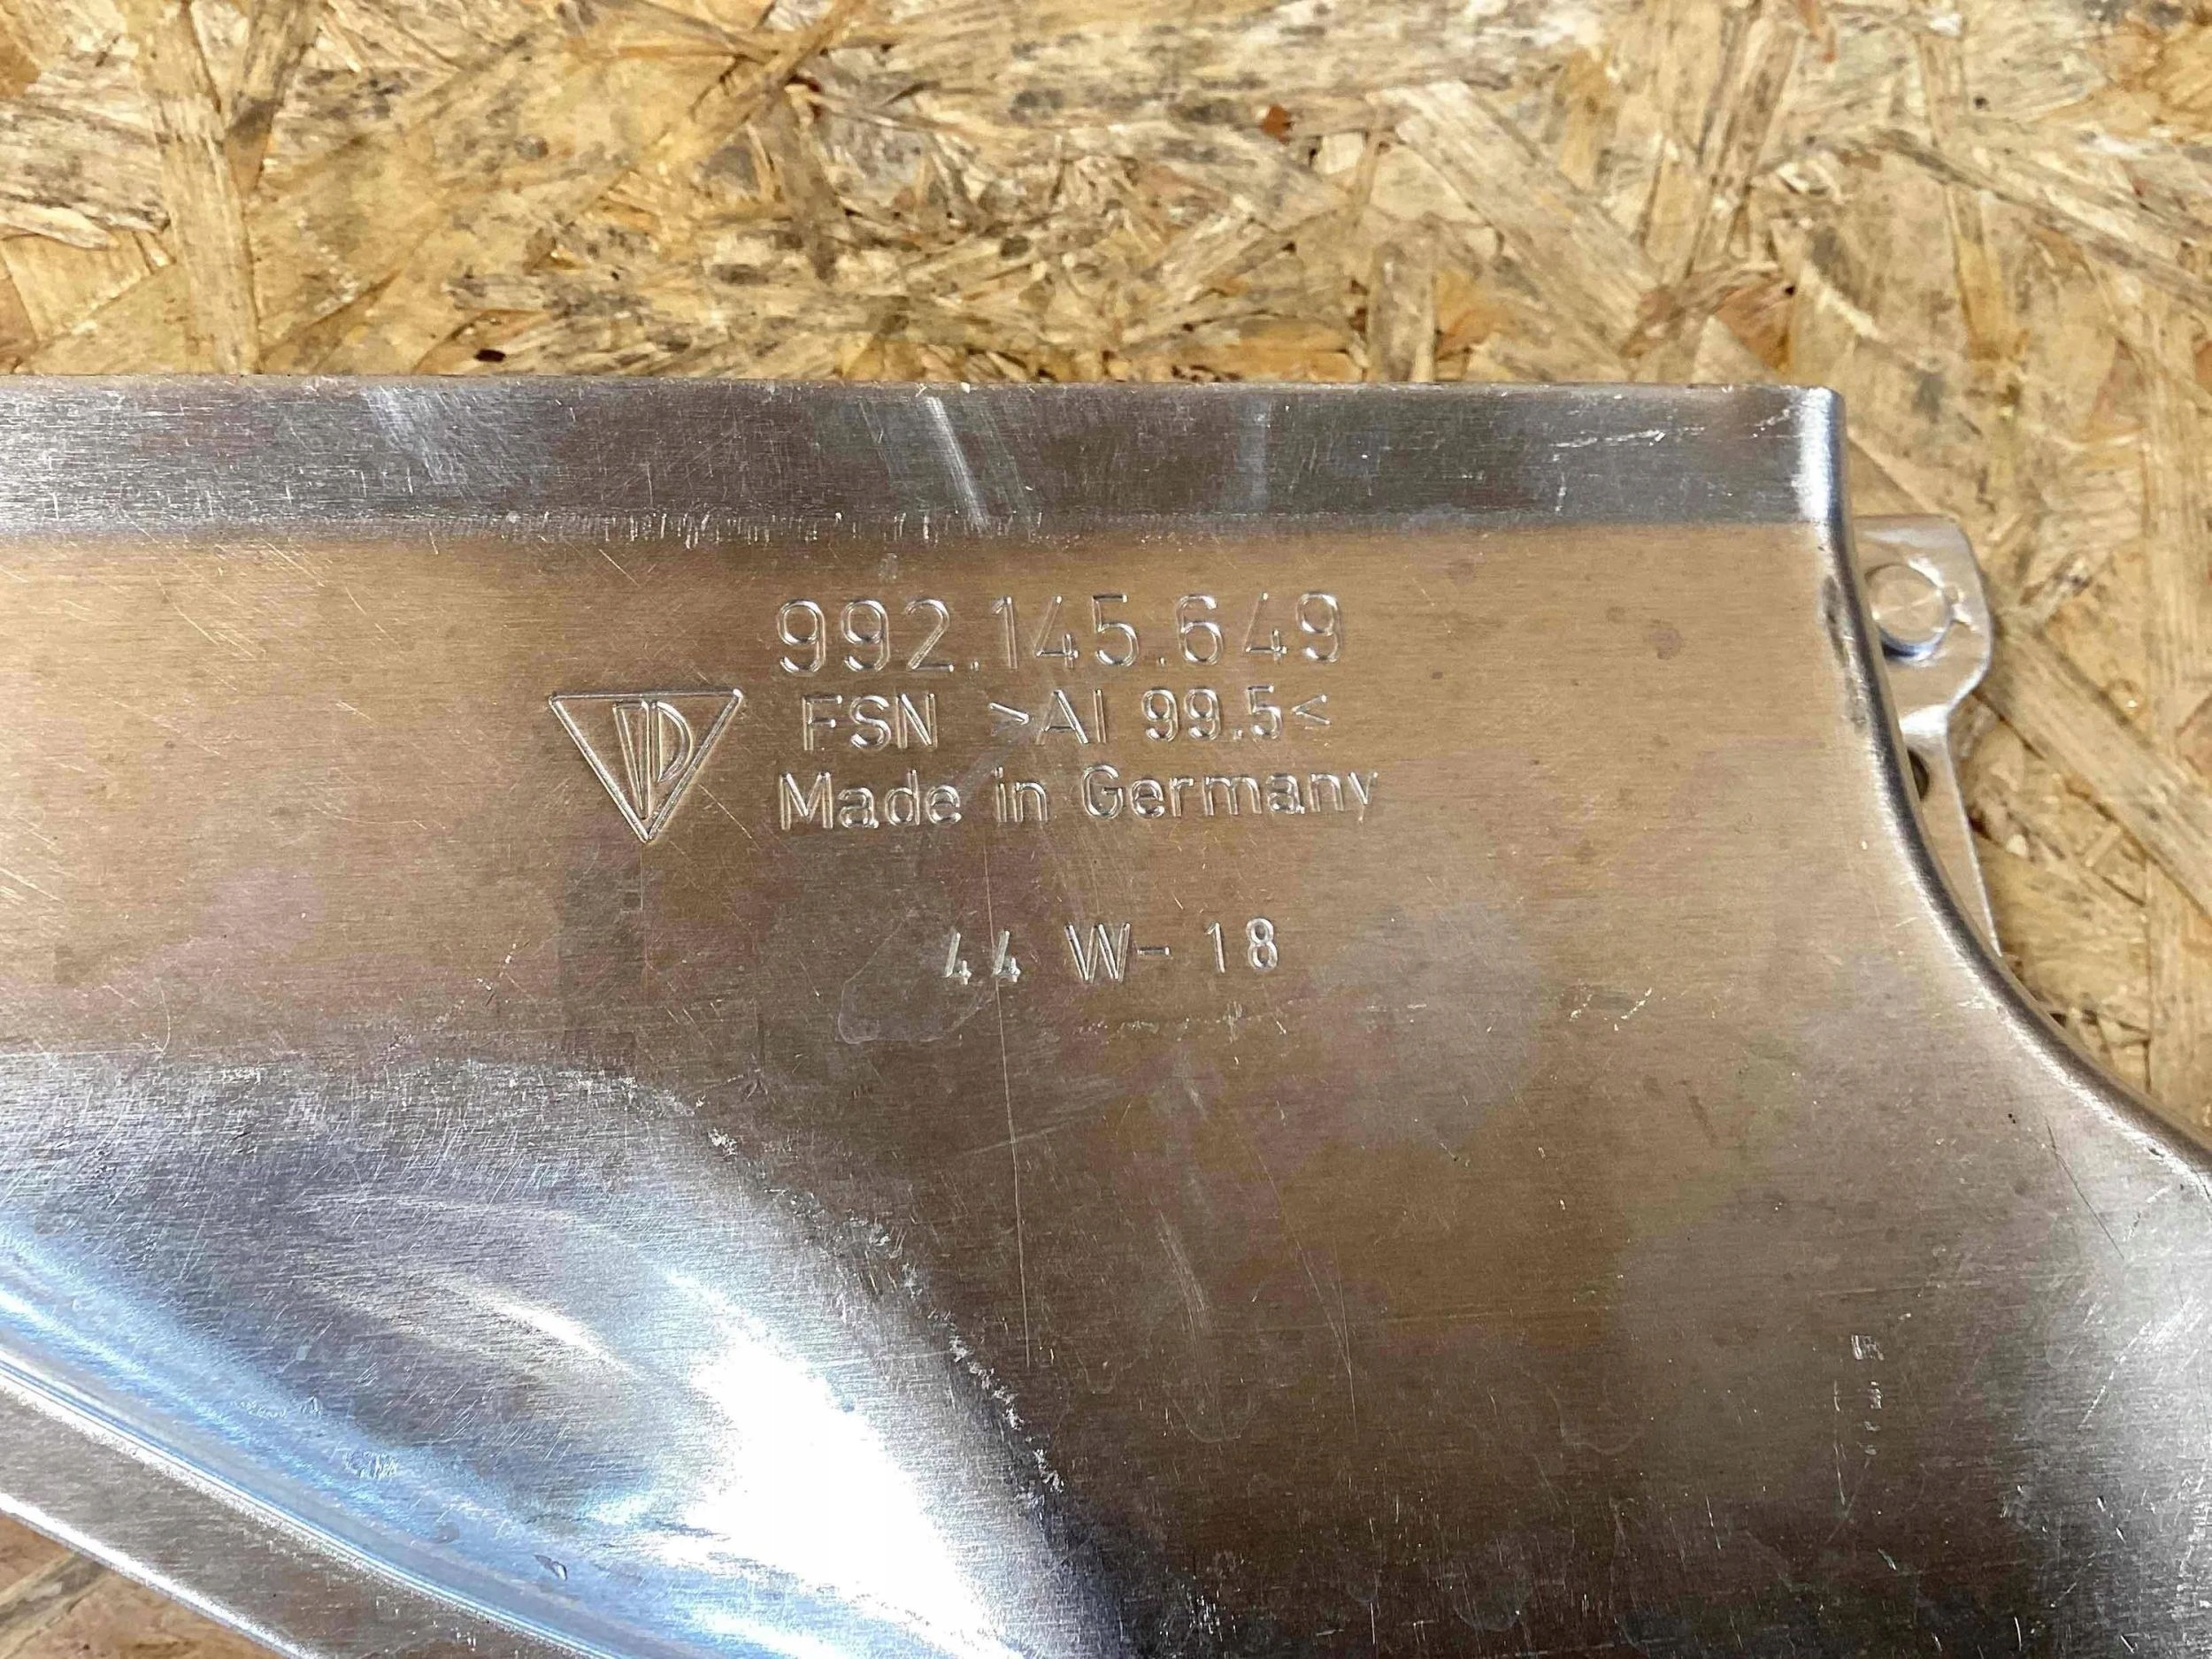 992.145.649
FSN >Al 99.5<
Made in Germany
44 W-18